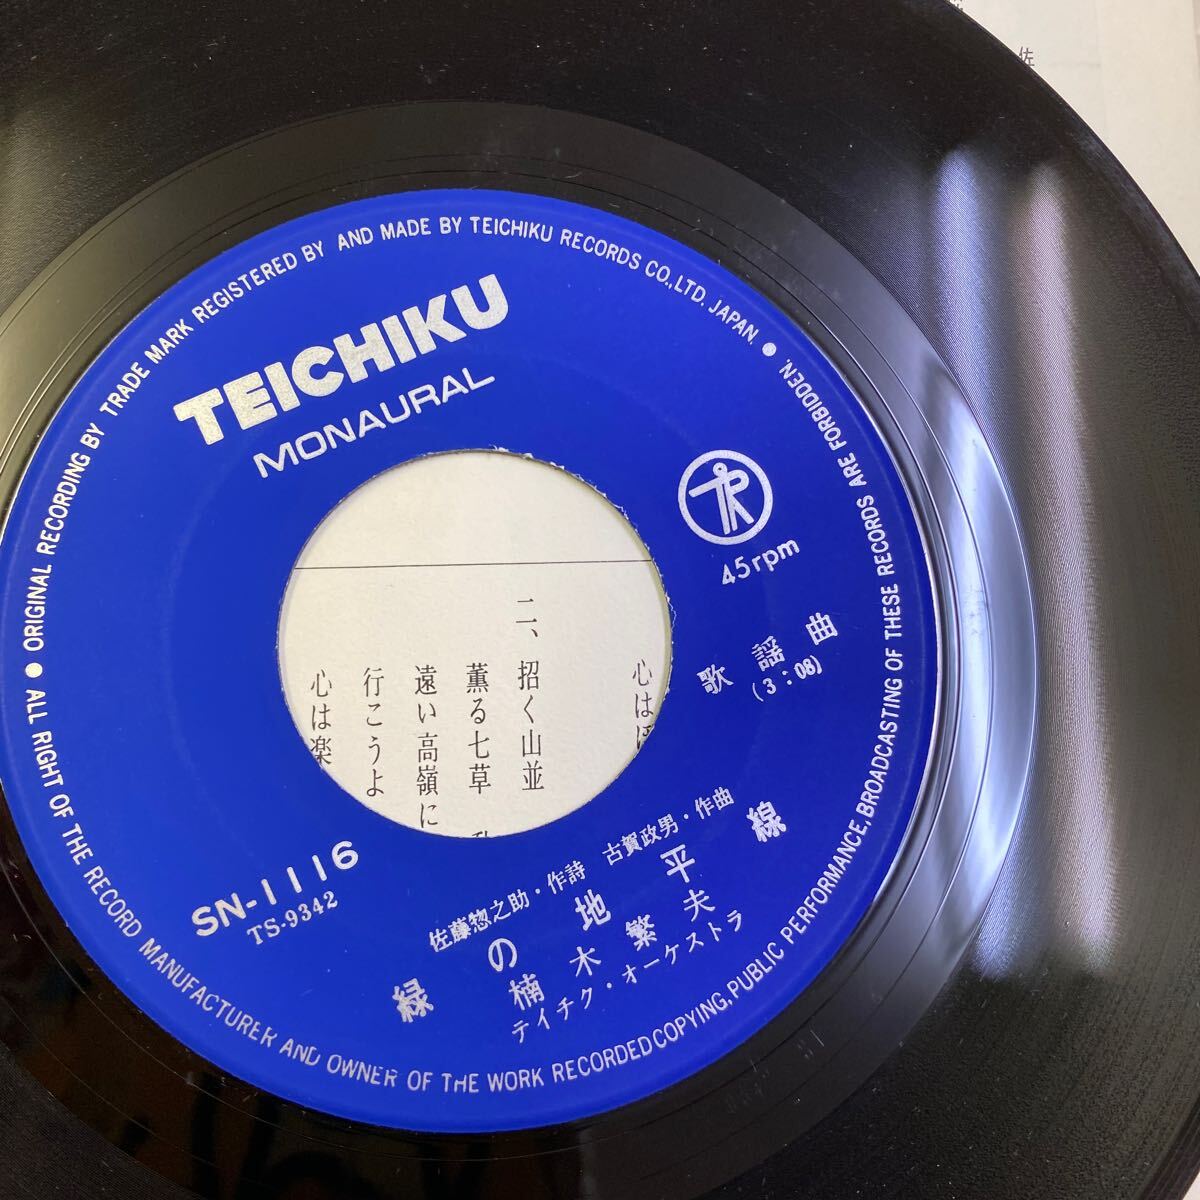 ORIGINAL RECORDING BY TRADE MARK REGISTERED BY AND MADE BY TEICHIKU RECORDS CO.,LTD. JAPAN. ●
ALL RIGHT OF THE RECORD MANUFACTURER AND OWNER OF THE WORK RECORDED COPYING, PUBLIC PERFORMANCE, BROADCASTING OF THESE RECORDS ARE FORBIDDEN. ●
TEICHIKU
MONAURAL
45rpm
歌謡曲
(3:08)
SN-1116
TS-9342
佐藤惣之助・作詩 古賀政男・作曲
緑の地平線
楠木繁夫
テイチク・オーケストラ
心は
二、招く山並
薫る七草
遠い高嶺に
行こうよ
心は楽
佐